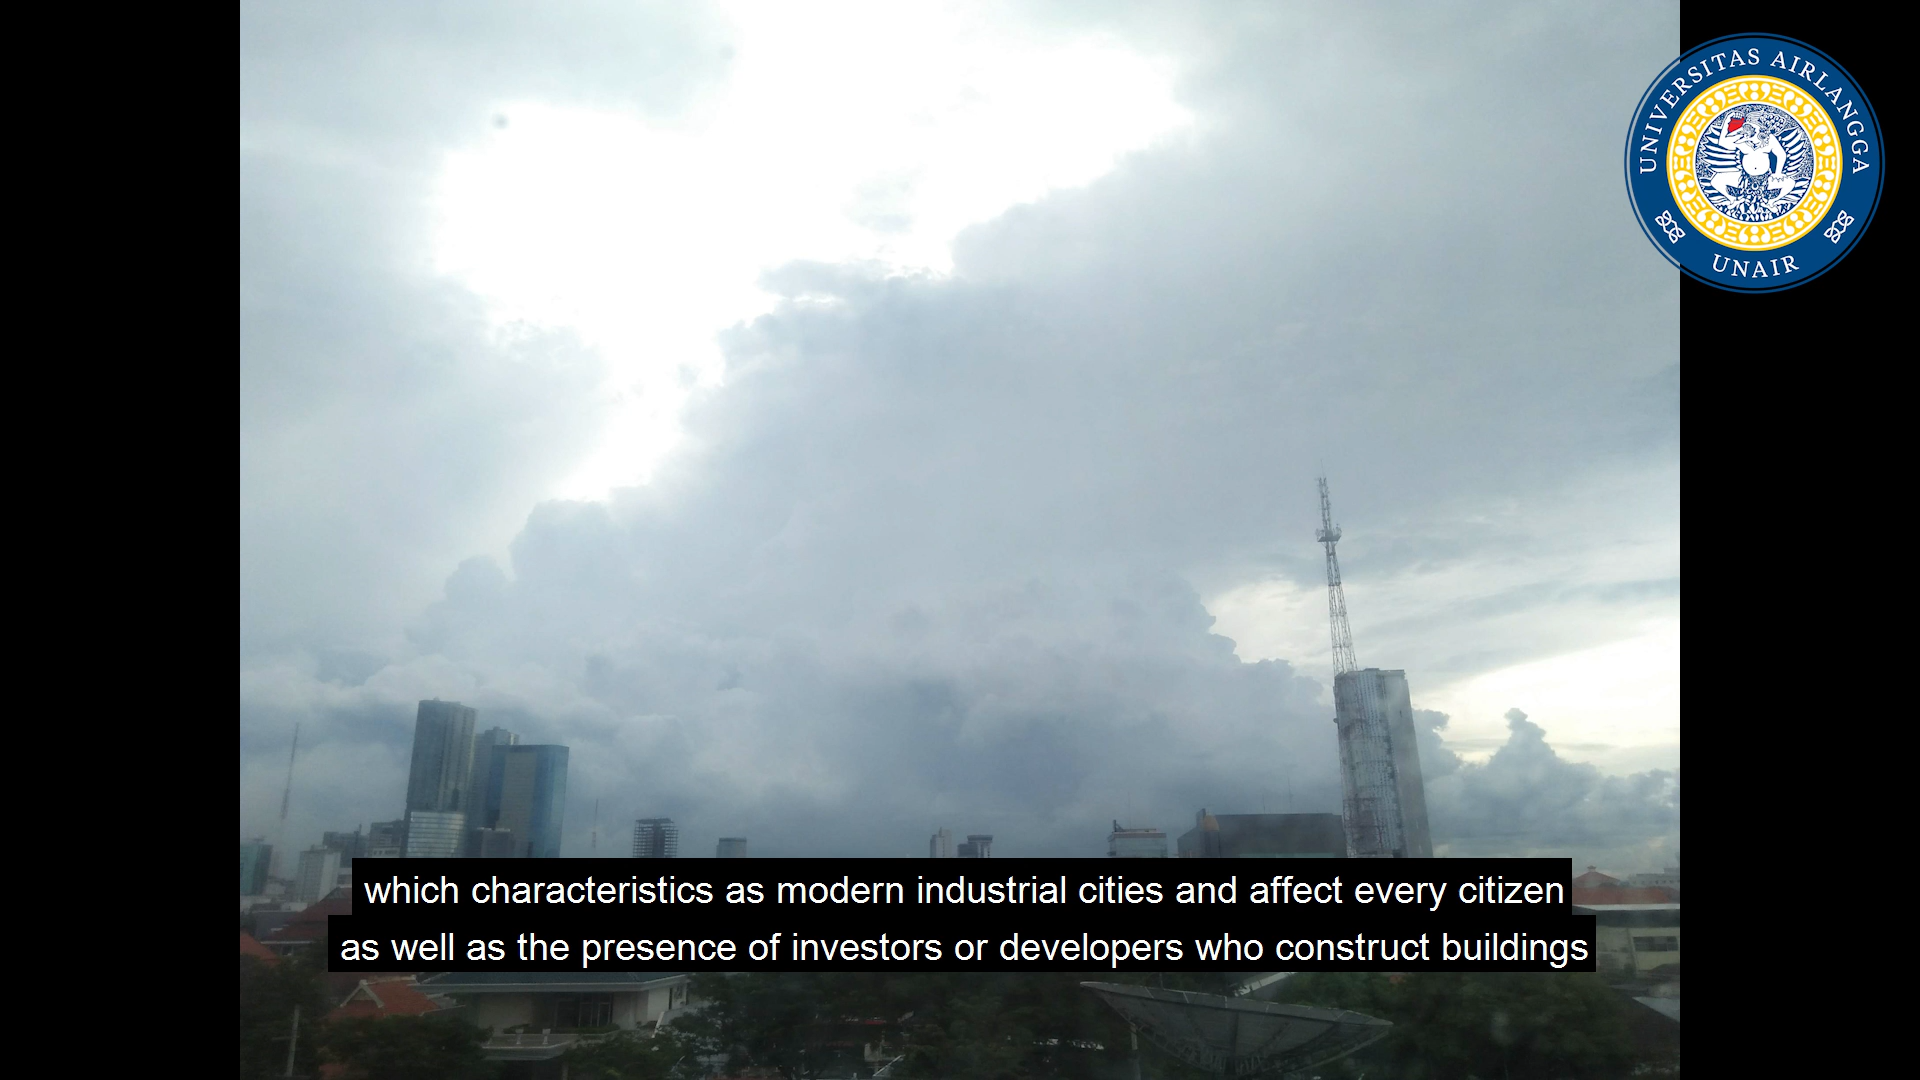 UNIVERSITAS AIRLANGGA
UNAIR
which characteristics as modern industrial cities and affect every citizen
as well as the presence of investors or developers who construct buildings